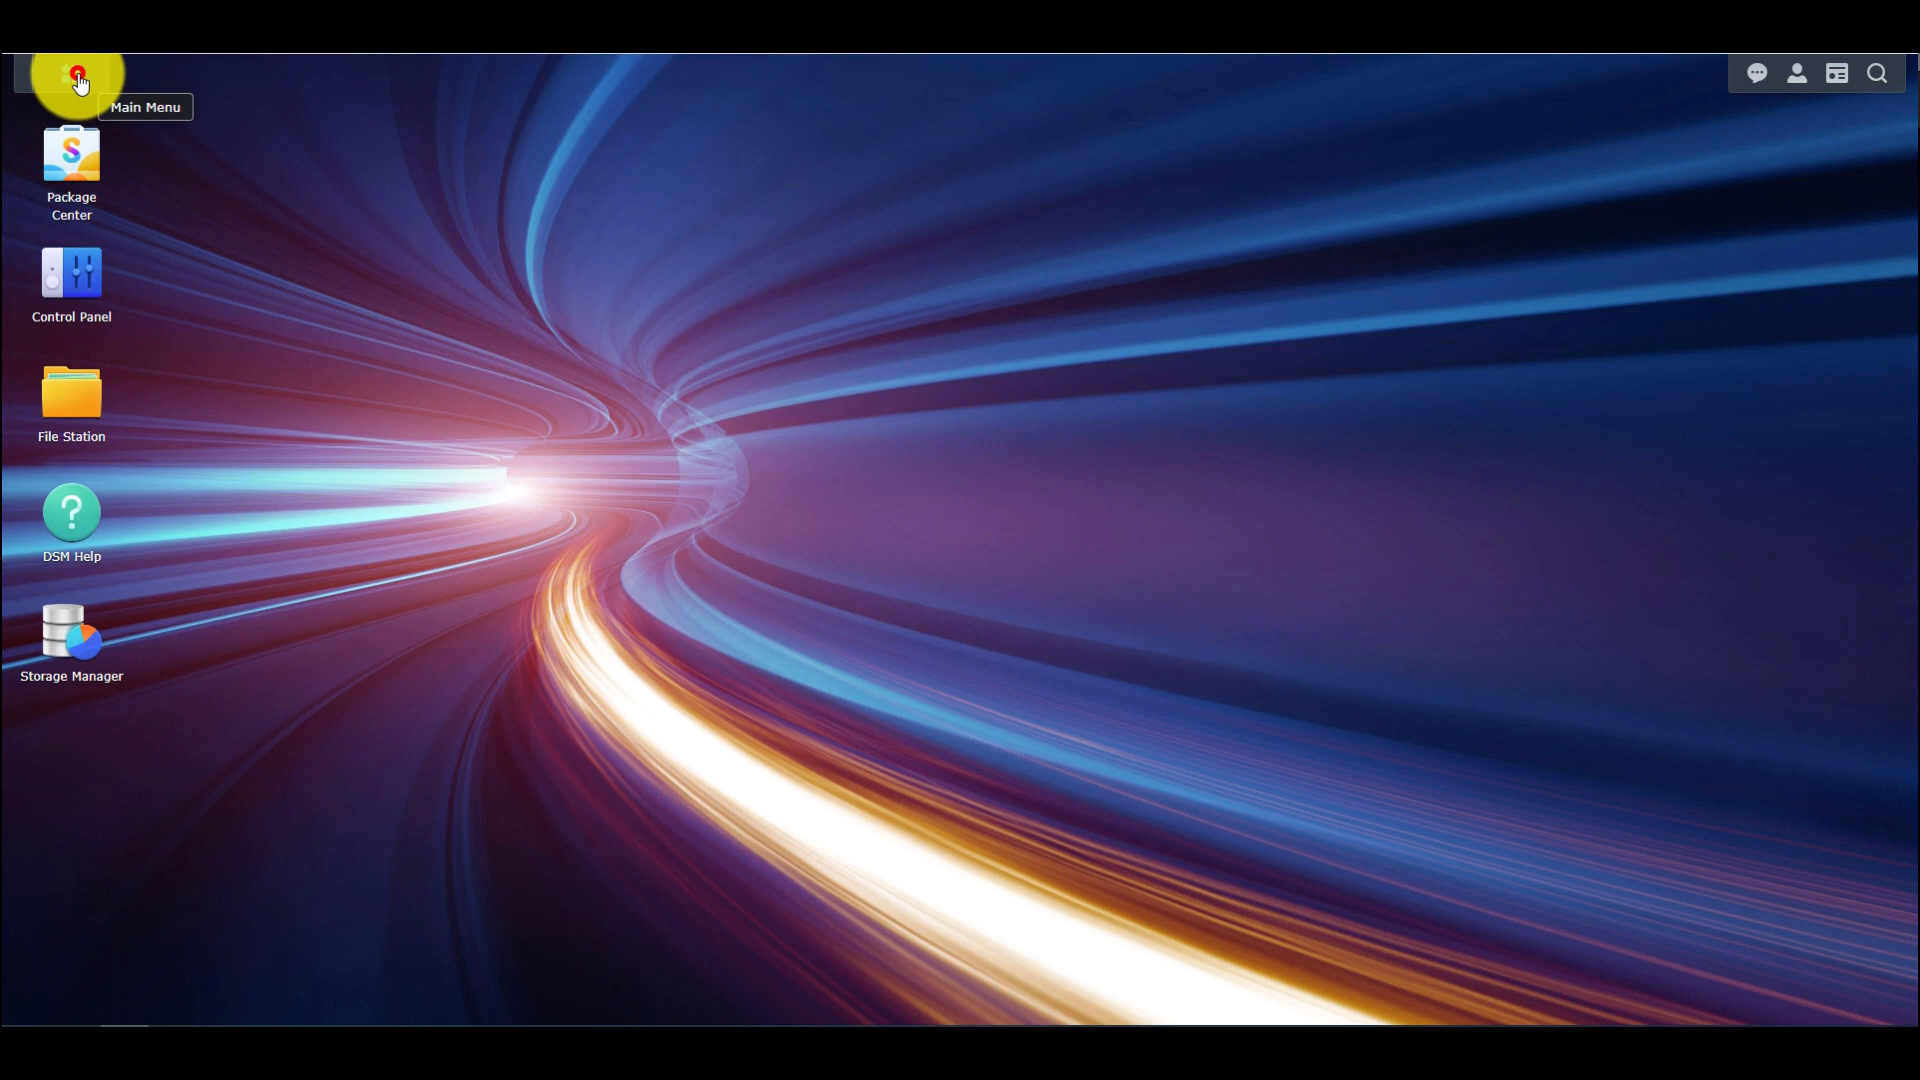 Main Menu
Package
Center
Control Panel
File Station
DSM Help
Storage Manager